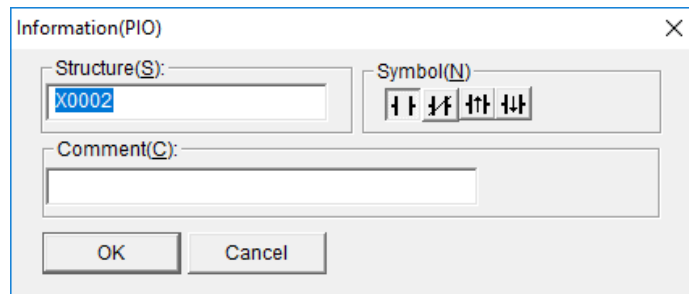 Information(PIO)
Structure(S):
X0002
Symbol(N)
Comment(C):
OK
Cancel